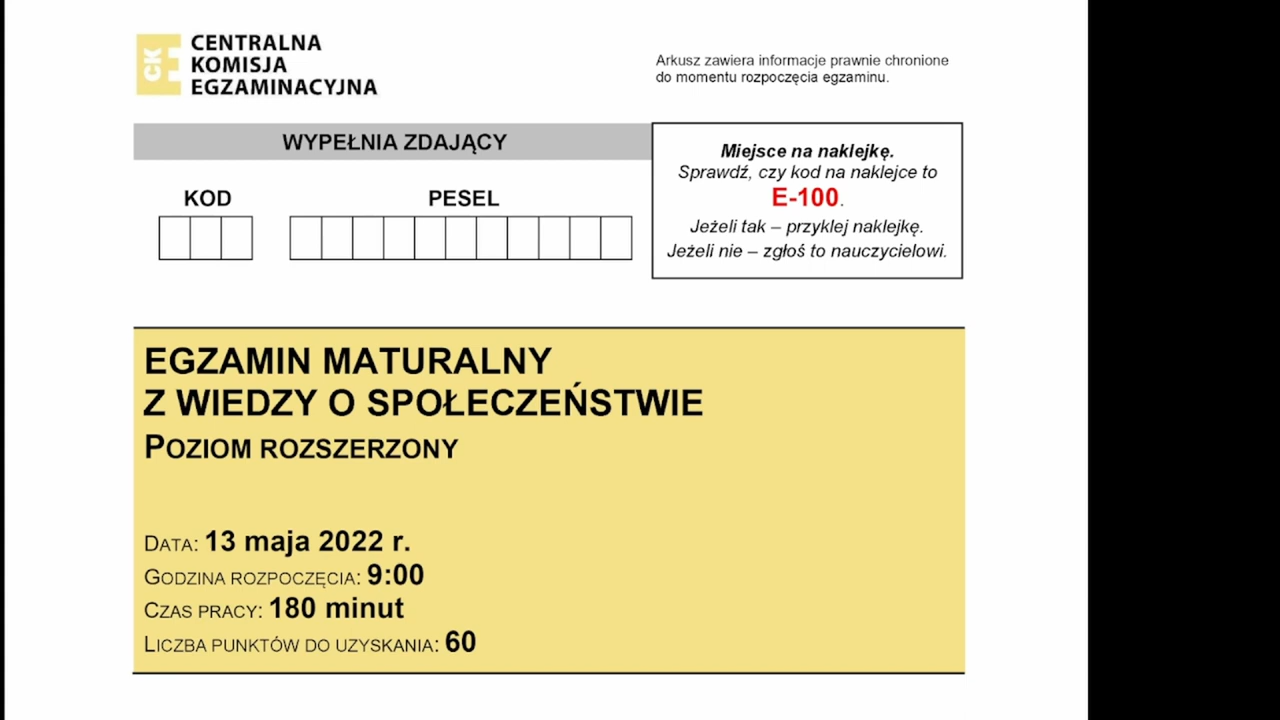 CKE
CENTRALNA
KOMISJA
EGZAMINACYJNA
Arkusz zawiera informacje prawnie chronione
do momentu rozpoczęcia egzaminu.
WYPEŁNIA ZDAJĄCY
KOD
PESEL
Miejsce na naklejkę.
Sprawdź, czy kod na naklejce to
E-100.
Jeżeli tak – przyklej naklejkę.
Jeżeli nie – zgłoś to nauczycielowi.
EGZAMIN MATURALNY
Z WIEDZY O SPOŁECZEŃSTWIE
POZIOM ROZSZERZONY
DATA: 13 maja 2022 r.
GODZINA ROZPOCZĘCIA: 9:00
CZAS PRACY: 180 minut
LICZBA PUNKTÓW DO UZYSKANIA: 60